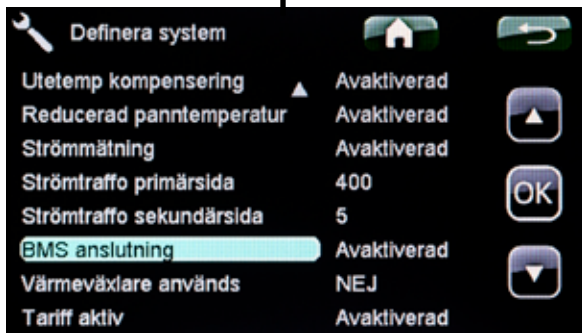 Definera system
Utetemp kompensering Avaktiverad
Reducerad panntemperatur Avaktiverad
Strömmätning Avaktiverad
Strömtraffo primärsida 400
Strömtraffo sekundärsida 5
OK
BMS anslutning Avaktiverad
Värmeväxlare används NEJ
Tariff aktiv Avaktiverad